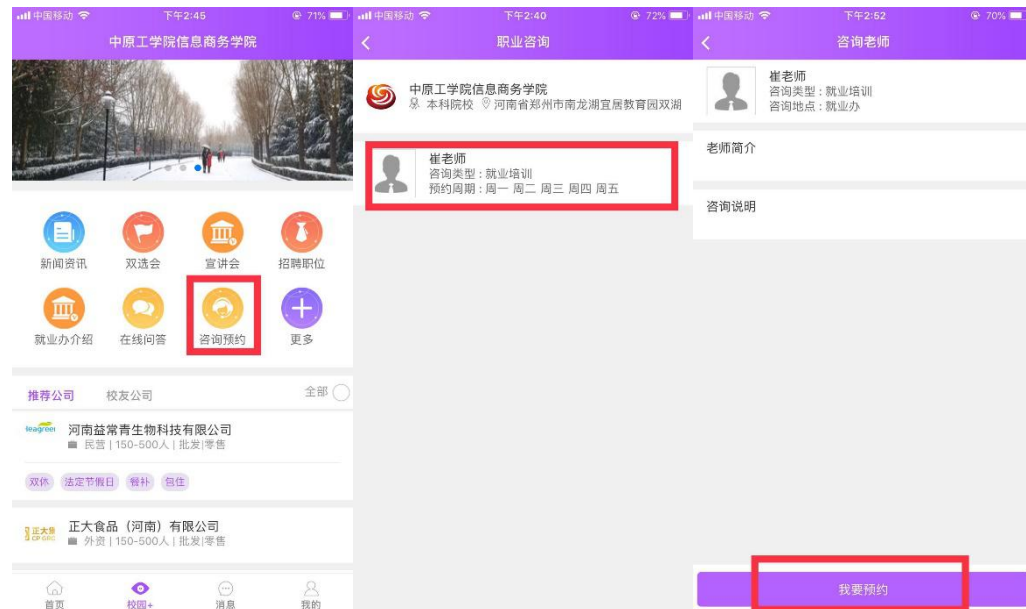 中国移动 下午2:45 71%
中原工学院信息商务学院
新闻资讯 双选会 宣讲会 招聘职位
就业办介绍 在线问答 咨询预约 更多
推荐公司 校友公司 全部
河南益常青生物科技有限公司
民营 | 150-500人 | 批发|零售
双休 法定节假日 餐补 包住
正大食品（河南）有限公司
外资 | 150-500人 | 批发|零售
首页 校园+ 消息 我的
中国移动 下午2:40 72%
职业咨询
中原工学院信息商务学院
本科院校 河南省郑州市南龙湖宜居教育园双湖
崔老师
咨询类型 : 就业培训
预约周期 : 周一 周二 周三 周四 周五
中国移动 下午2:52 70%
咨询老师
崔老师
咨询类型 : 就业培训
咨询地点 : 就业办
老师简介
咨询说明
我要预约